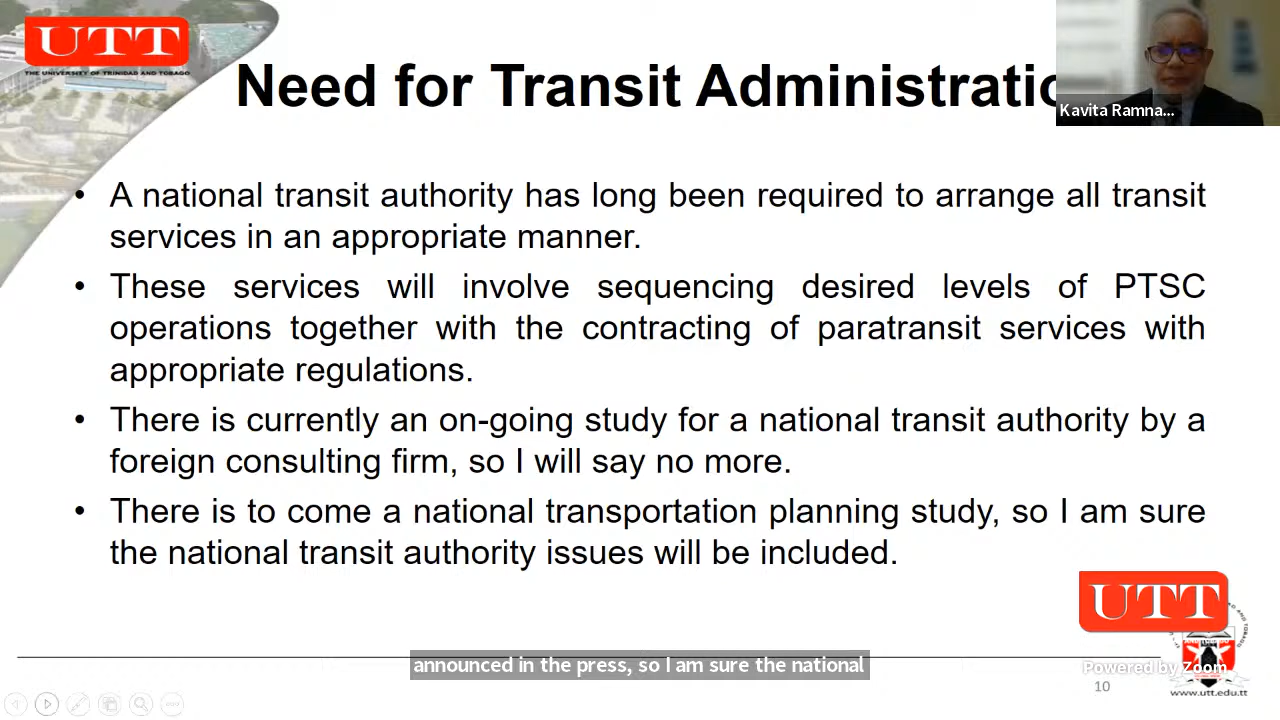 UTT
THE UNIVERSITY OF TRINIDAD AND TOBAGO
Need for Transit Administratio
Kavita Ramna...
• A national transit authority has long been required to arrange all transit
services in an appropriate manner.
• These services will involve sequencing desired levels of PTSC
operations together with the contracting of paratransit services with
appropriate regulations.
• There is currently an on-going study for a national transit authority by a
foreign consulting firm, so I will say no more.
• There is to come a national transportation planning study, so I am sure
the national transit authority issues will be included.
UTT
AD AND TOBAGO
announced in the press, so I am sure the national
Powered by Zoom
10
www.utt.edu.tt